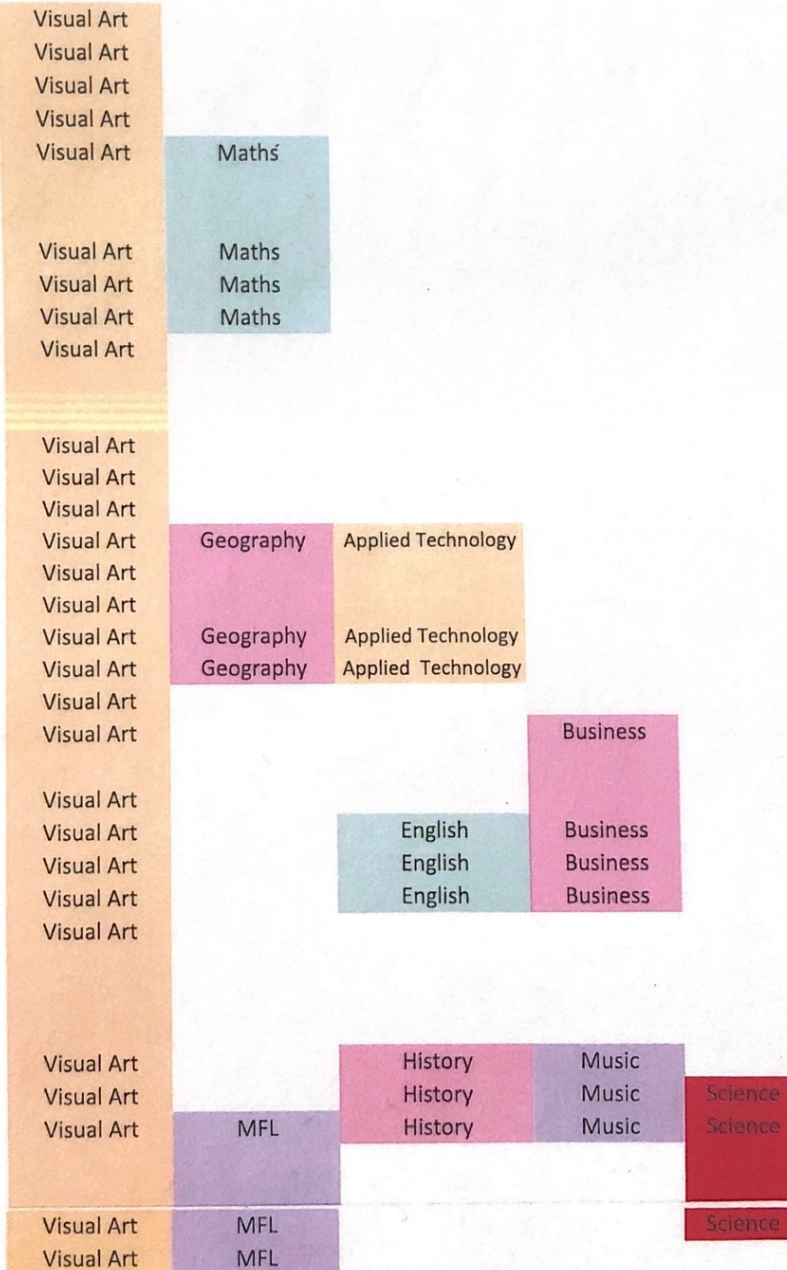 Visual Art
Visual Art
Visual Art
Visual Art
Visual Art Maths
Visual Art Maths
Visual Art Maths
Visual Art Maths
Visual Art
Visual Art
Visual Art
Visual Art
Visual Art Geography Applied Technology
Visual Art
Visual Art
Visual Art Geography Applied Technology
Visual Art Geography Applied Technology
Visual Art
Visual Art Business
Visual Art
Visual Art English Business
Visual Art English Business
Visual Art English Business
Visual Art
Visual Art History Music
Visual Art History Music Science
Visual Art MFL History Music Science
Visual Art MFL Science
Visual Art MFL